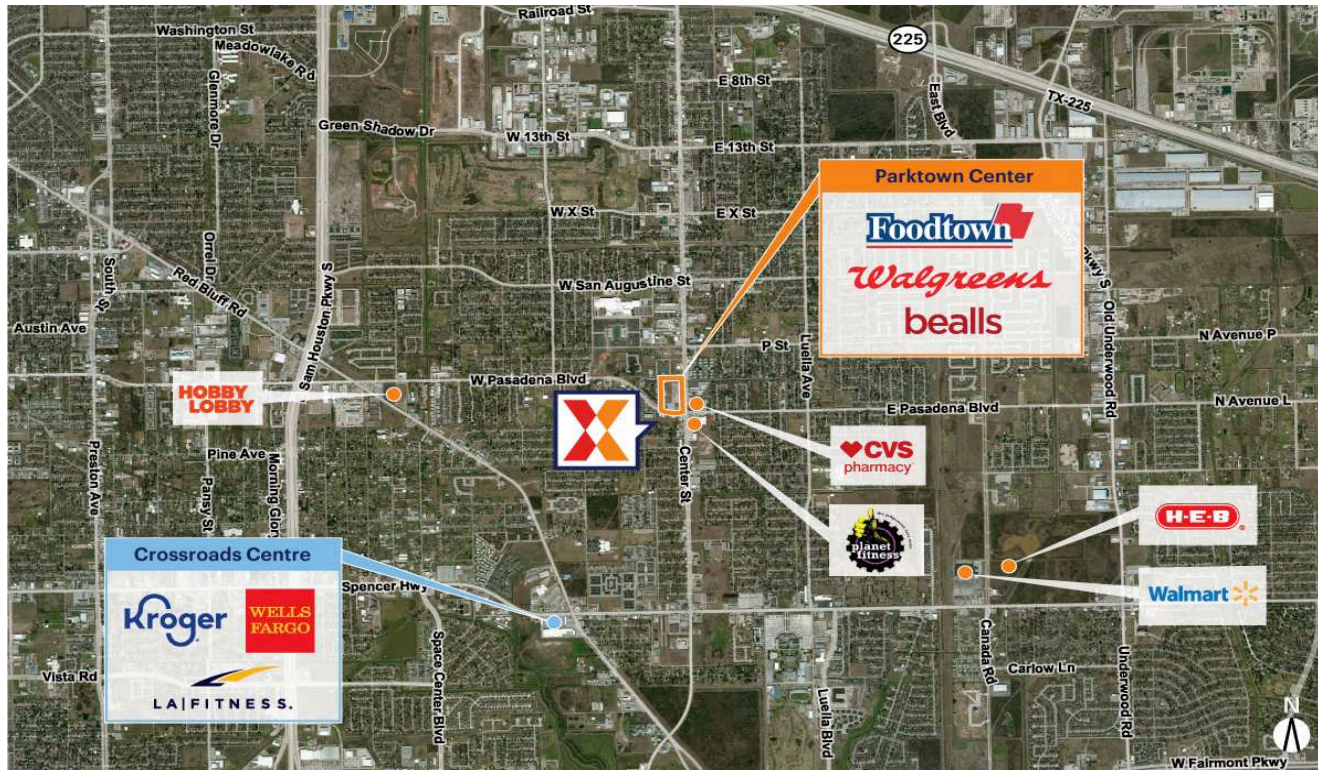 Railroad St
Washington St
Meadowlake Rd
Glenmore Dr
225
TX-225
E 8th St
East Blvd
Green Shadow Dr
W 13th St
E 13th St
Parktown Center
Foodtown
Walgreens
bealls
W X St
E X St
Orrel Dr
South St
Red Bluff Rd
Sam Houston Pkwy S
W San Augustine St
Pkwy S
Old Underwood Rd
Austin Ave
P St
Luella Ave
N Avenue P
HOBBY
LOBBY
W Pasadena Blvd
E Pasadena Blvd
N Avenue L
Preston Ave
Pine Ave
Pansy St
Morning Glory
Center St
CVS
pharmacy
planet
fitness
H-E-B
Walmart
Crossroads Centre
Kroger
WELLS
FARGO
LA|FITNESS.
Spencer Hwy
Space Center Blvd
Vista Rd
Luella Blvd
Canada Rd
Carlow Ln
Underwood Rd
N
W Fairmont Pkwy